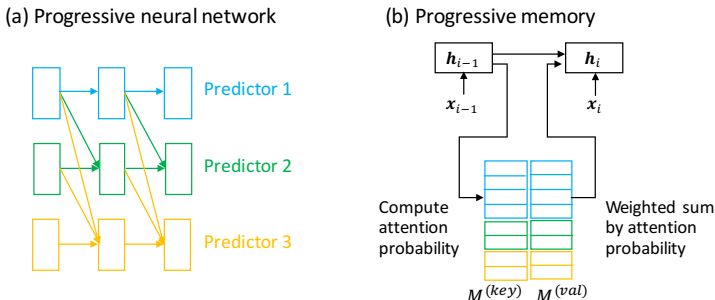 (a) Progressive neural network
Predictor 1
Predictor 2
Predictor 3
(b) Progressive memory
h_{i−1}
h_i
x_{i−1}
x_i
Compute
attention
probability
Weighted sum
by attention
probability
M^{(key)}
M^{(val)}